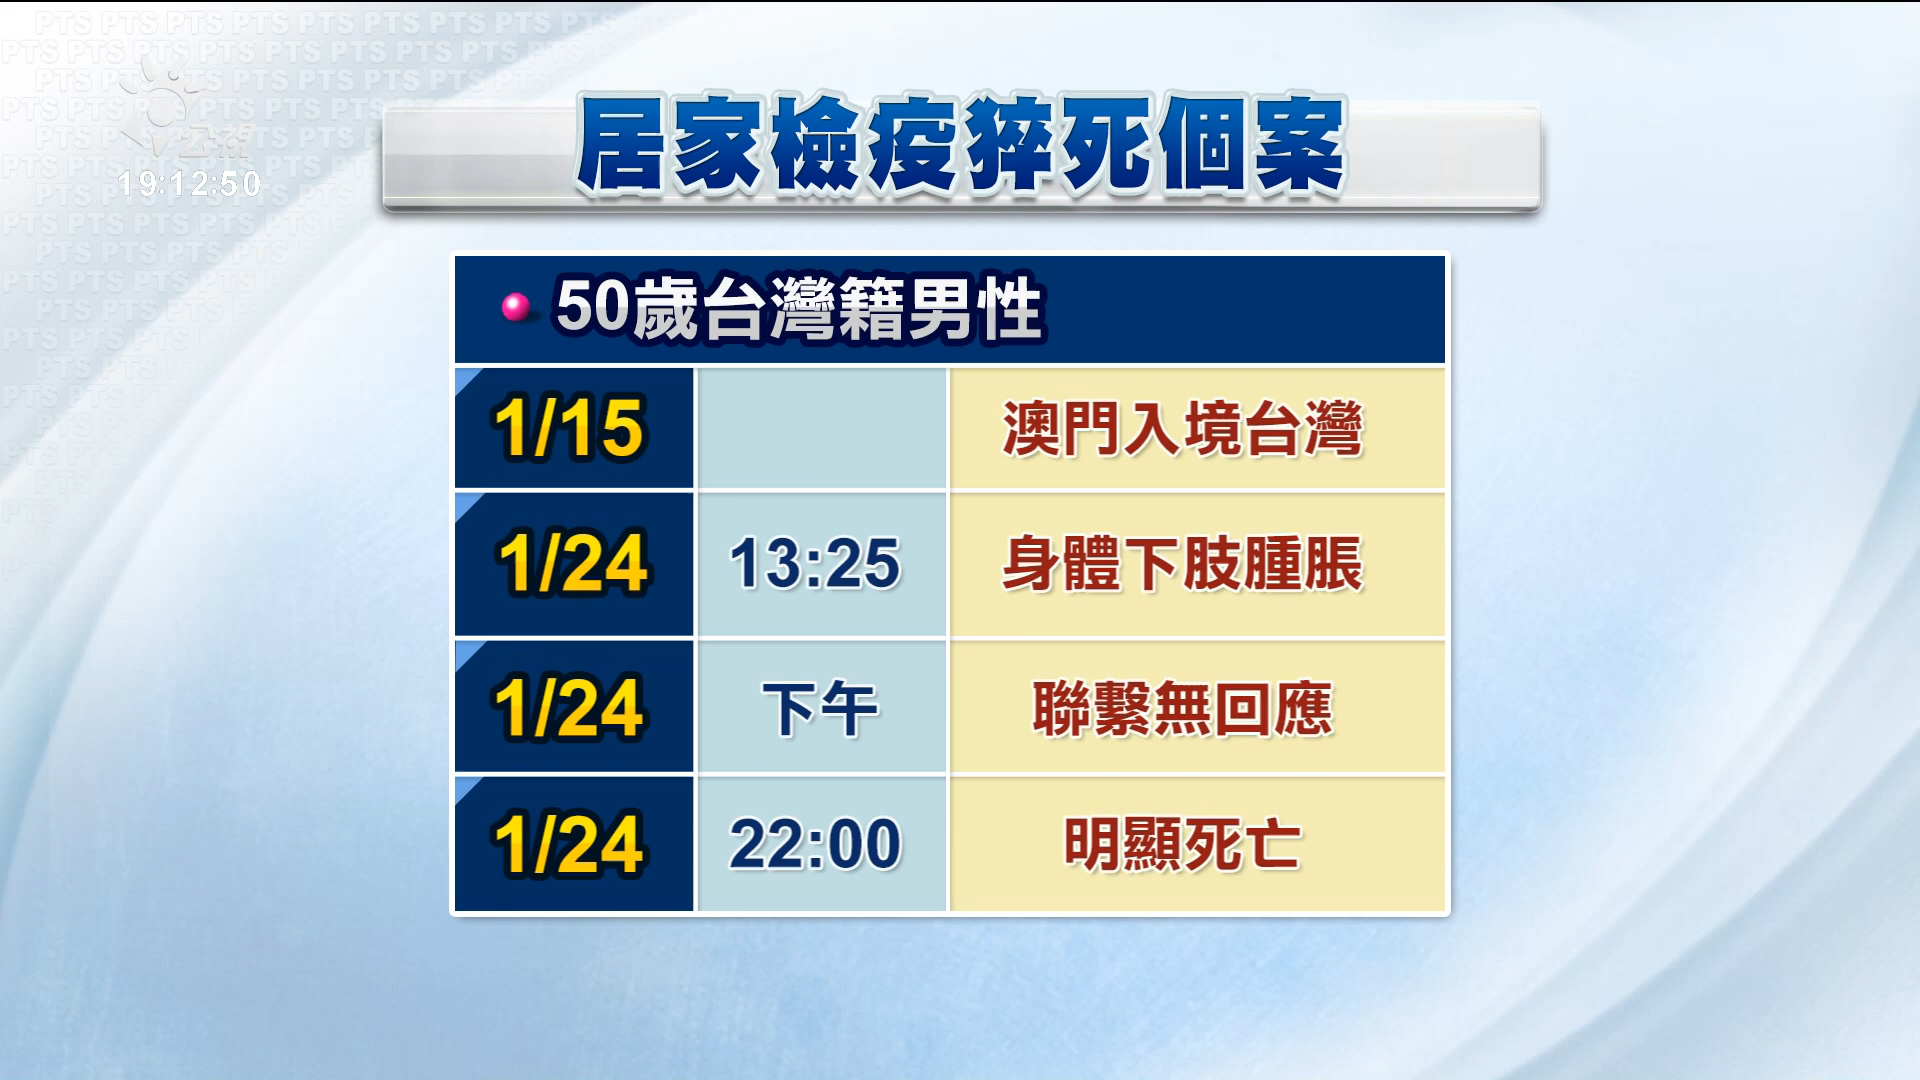 公視
19:12:50
居家檢疫猝死個案
50歲台灣籍男性
1/15 澳門入境台灣
1/24 13:25 身體下肢腫脹
1/24 下午 聯繫無回應
1/24 22:00 明顯死亡